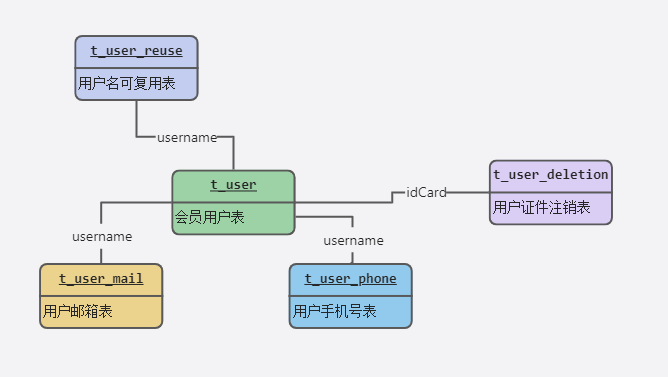 t_user_reuse
用户名可复用表
username
t_user
会员用户表
idCard
t_user_deletion
用户证件注销表
username
username
t_user_mail
用户邮箱表
t_user_phone
用户手机号表